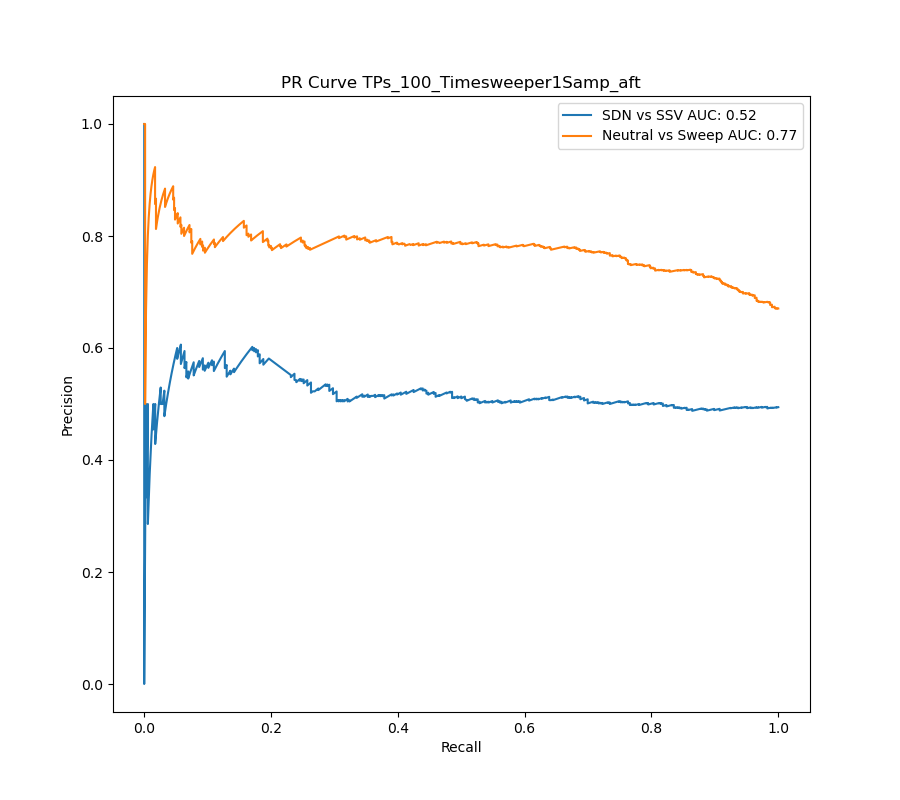 PR Curve TPs_100_Timesweeper1Samp_aft
SDN vs SSV AUC: 0.52
Neutral vs Sweep AUC: 0.77
1.0
0.8
0.6
0.4
0.2
0.0
Precision
0.0 0.2 0.4 0.6 0.8 1.0
Recall